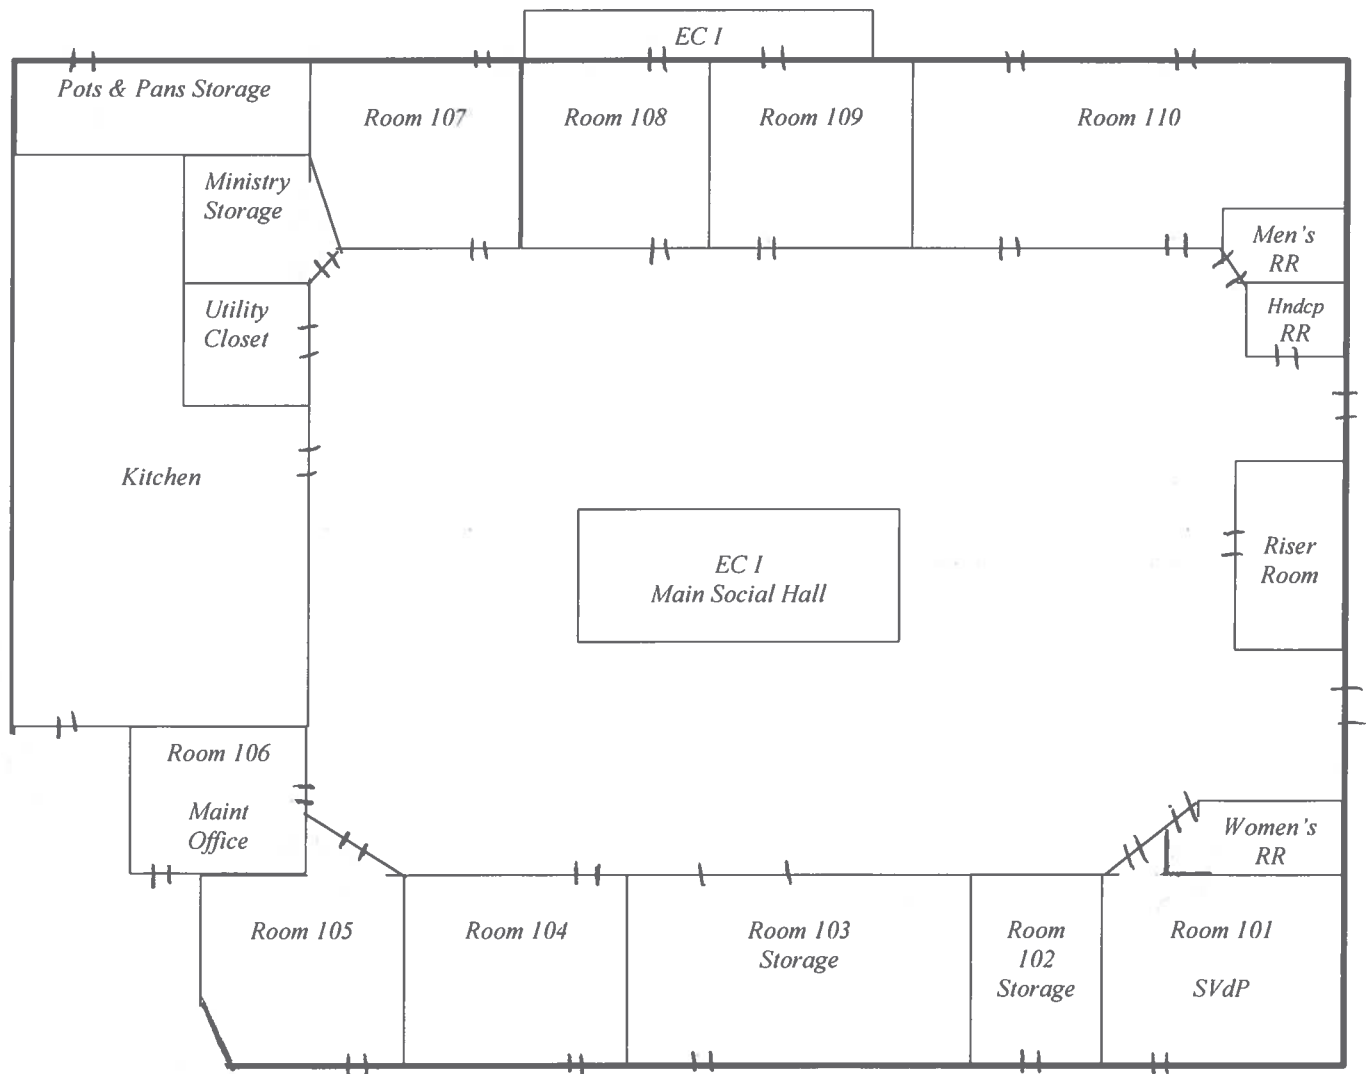 EC I
Pots & Pans Storage
Room 107
Room 108
Room 109
Room 110
Ministry
Storage
Men's
RR
Utility
Closet
Hndcp
RR
Kitchen
EC I
Main Social Hall
Riser
Room
Room 106
Maint
Office
Women's
RR
Room 105
Room 104
Room 103
Storage
Room
102
Storage
Room 101
SVdP